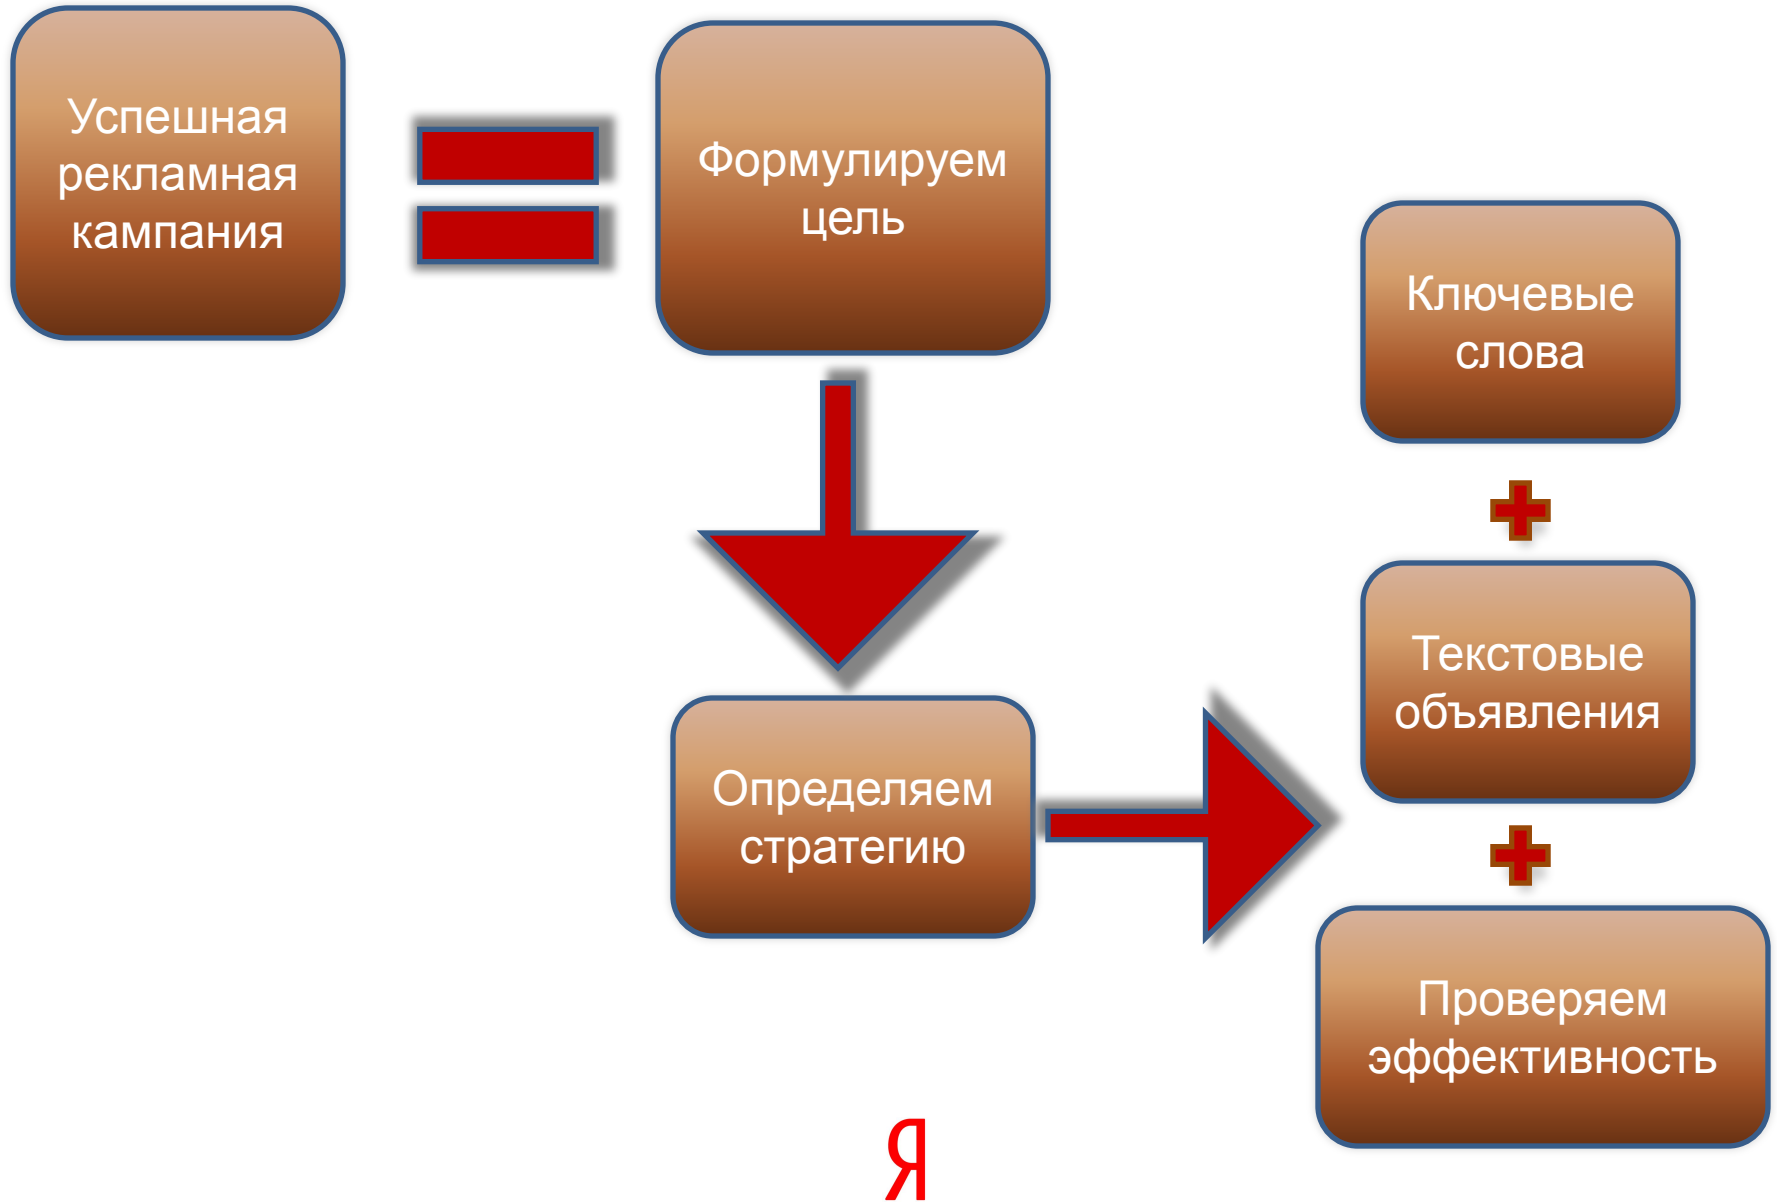 Успешная
рекламная
кампания
Формулируем
цель
Ключевые
слова
Текстовые
объявления
Определяем
стратегию
Проверяем
эффективность
Я